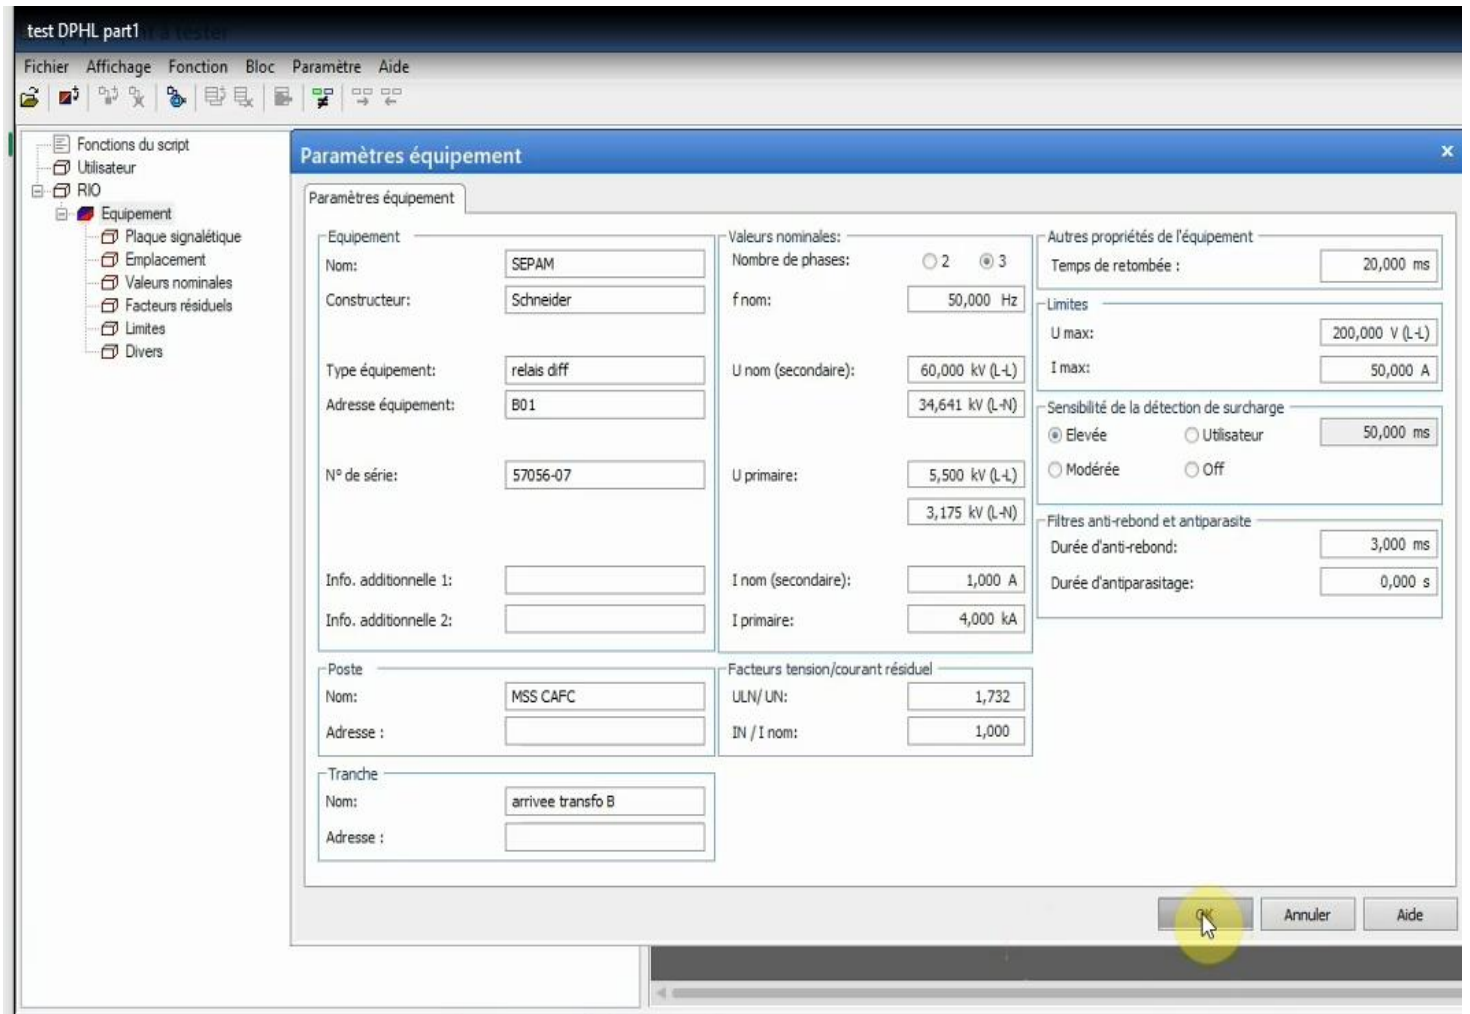 test DPHL part1
Fichier Affichage Fonction Bloc Paramètre Aide
Fonctions du script
Utilisateur
RIO
Equipement
Plaque signalétique
Emplacement
Valeurs nominales
Facteurs résiduels
Limites
Divers
Paramètres équipement
Paramètres équipement
Equipement
Nom: SEPAM
Constructeur: Schneider
Type équipement: relais diff
Adresse équipement: B01
N° de série: 57056-07
Info. additionnelle 1:
Info. additionnelle 2:
Poste
Nom: MSS CAFC
Adresse :
Tranche
Nom: arrivee transfo B
Adresse :
Valeurs nominales:
Nombre de phases: 2 3
f nom: 50,000 Hz
U nom (secondaire): 60,000 kV (L-L)
34,641 kV (L-N)
U primaire: 5,500 kV (L-L)
3,175 kV (L-N)
I nom (secondaire): 1,000 A
I primaire: 4,000 kA
Facteurs tension/courant résiduel
ULN/ UN: 1,732
IN / I nom: 1,000
Autres propriétés de l'équipement
Temps de retombée : 20,000 ms
Limites
U max: 200,000 V (L-L)
I max: 50,000 A
Sensibilité de la détection de surcharge
Elevée Utilisateur 50,000 ms
Modérée Off
Filtres anti-rebond et antiparasite
Durée d'anti-rebond: 3,000 ms
Durée d'antiparasitage: 0,000 s
OK Annuler Aide